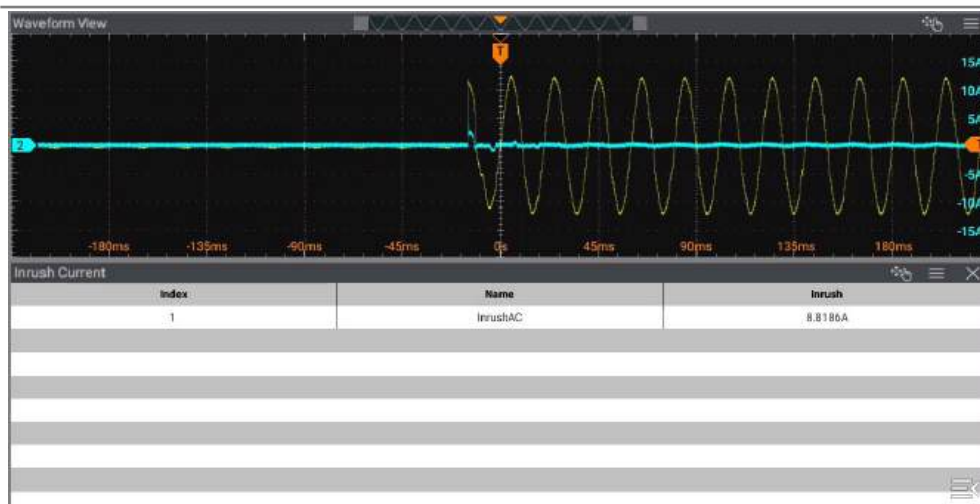 Waveform View
T
15A
10A
5A
2
-5A
-10A
-15A
-180ms -135ms -90ms -45ms 0s 45ms 90ms 135ms 180ms
Inrush Current
Index Name Inrush
1 InrushAC 8.8186A